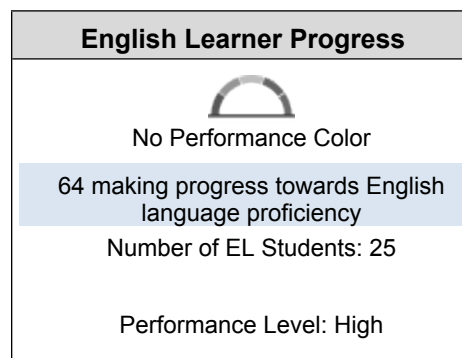 English Learner Progress
No Performance Color
64 making progress towards English
language proficiency
Number of EL Students: 25
Performance Level: High